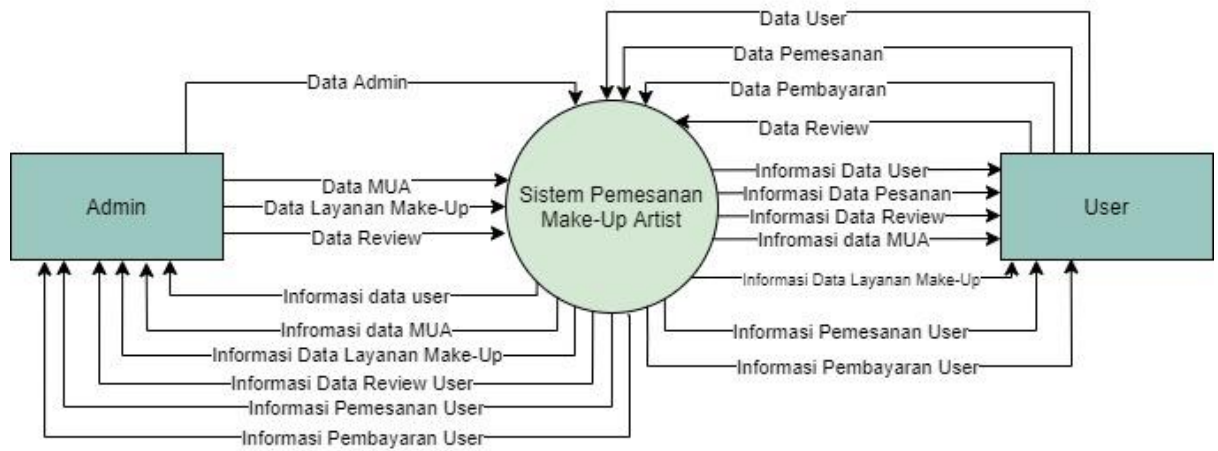 Data User
Data Pemesanan
Data Admin
Data Pembayaran
Data Review
Admin
Data MUA
Data Layanan Make-Up
Data Review
Sistem Pemesanan
Make-Up Artist
Informasi Data User
Informasi Data Pesanan
Informasi Data Review
Infromasi data MUA
User
Informasi Data Layanan Make-Up
Informasi Pemesanan User
Informasi Pembayaran User
Informasi data user
Infromasi data MUA
Informasi Data Layanan Make-Up
Informasi Data Review User
Informasi Pemesanan User
Informasi Pembayaran User